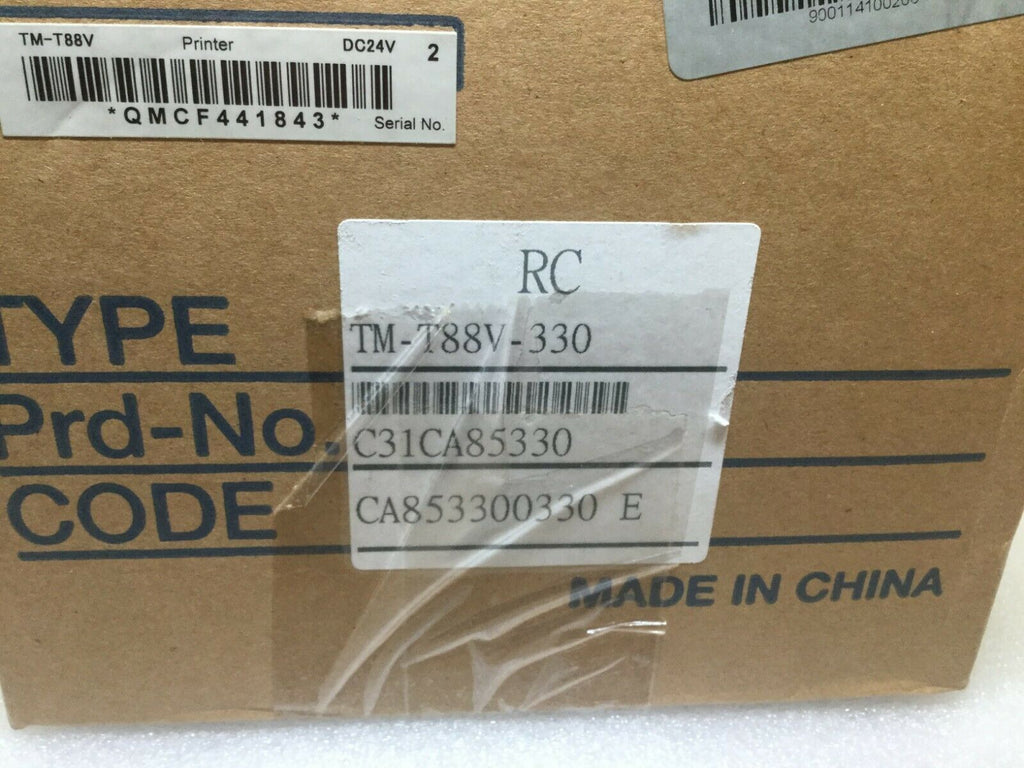 TM-T88V Printer DC24V 2
*QMCF441843* Serial No.
RC
TYPE TM-T88V-330
Prd-No. C31CA85330
CODE CA853300330 E
MADE IN CHINA